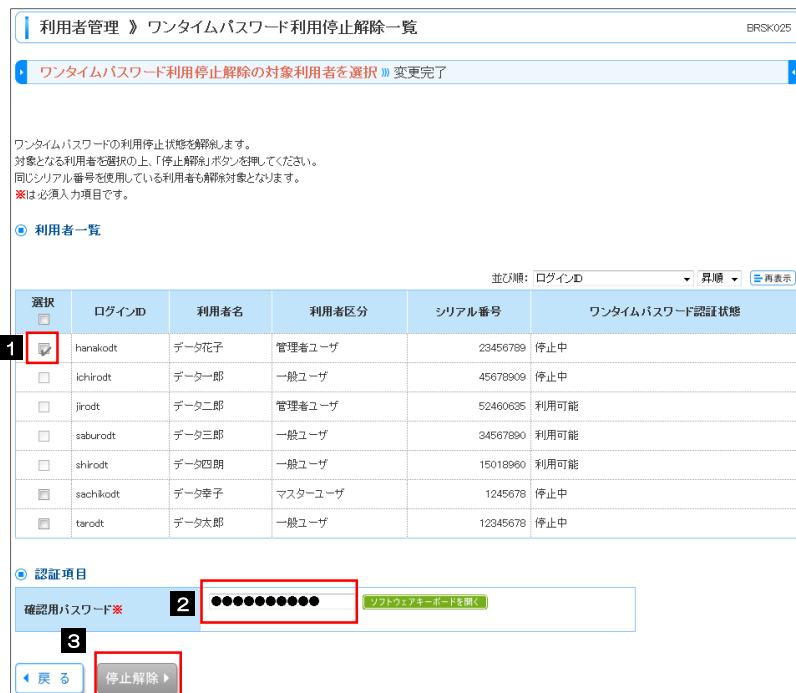 利用者管理 》 ワンタイムパスワード利用停止解除一覧 BRSK025
ワンタイムパスワード利用停止解除の対象利用者を選択 》 変更完了
ワンタイムパスワードの利用停止状態を解除します。
対象となる利用者を選択の上、「停止解除」ボタンを押してください。
同じシリアル番号を使用している利用者も解除対象となります。
※は必須入力項目です。
利用者一覧
並び順: ログインID 昇順 再表示
選択 ログインID 利用者名 利用者区分 シリアル番号 ワンタイムパスワード認証状態
1 hanakodt データ花子 管理者ユーザ 23456789 停止中
ichirodt データ一郎 一般ユーザ 45678909 停止中
jirodt データ二郎 管理者ユーザ 52460635 利用可能
saburodt データ三郎 一般ユーザ 34567890 利用可能
shirodt データ四朗 一般ユーザ 15018960 利用可能
sachikodt データ幸子 マスターユーザ 1245678 停止中
tarodt データ太郎 一般ユーザ 12345678 停止中
認証項目
確認用パスワード※ 2 ●●●●●●●●●● ソフトウェアキーボードを開く
3
戻る 停止解除